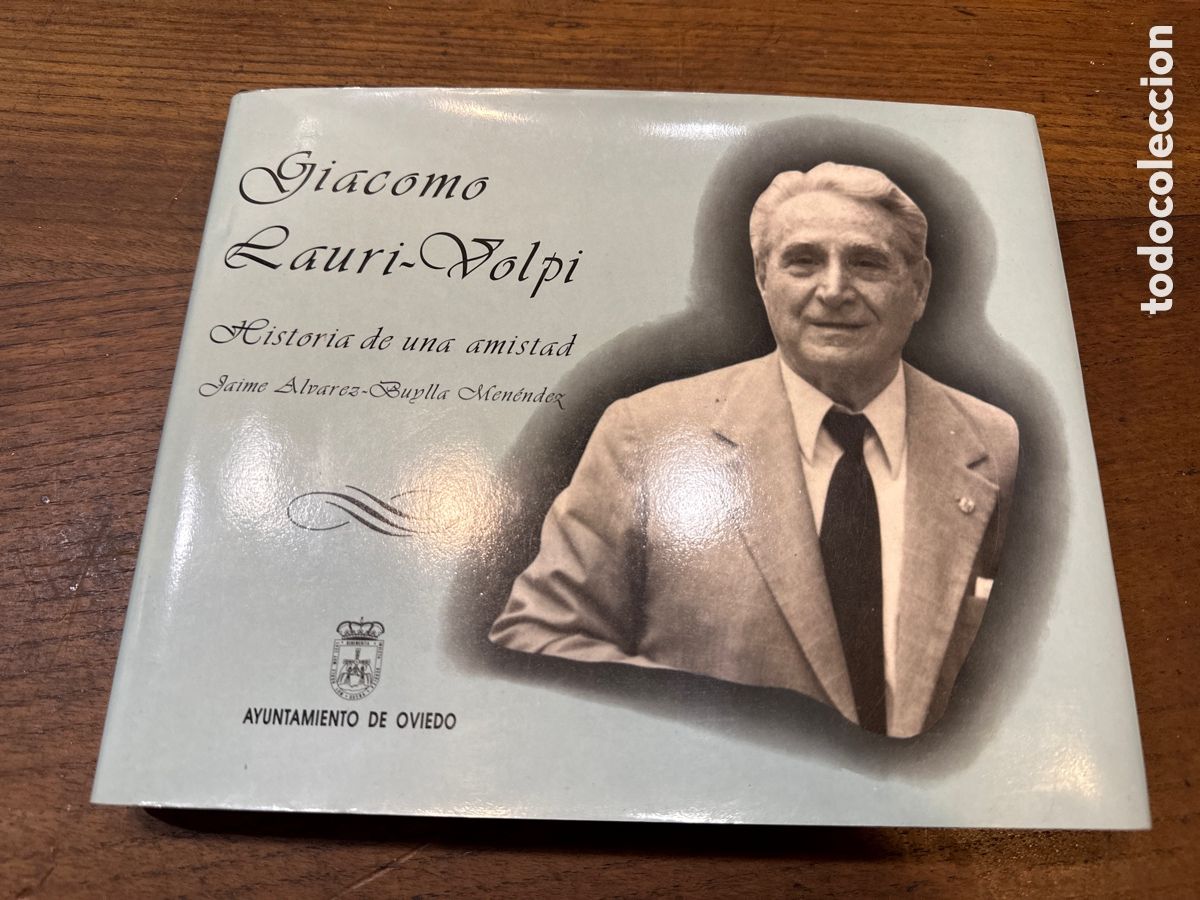 Giacomo
Lauri-Volpi
Historia de una amistad
Jaime Alvarez-Buylla Menéndez
AYUNTAMIENTO DE OVIEDO
todocoleccion